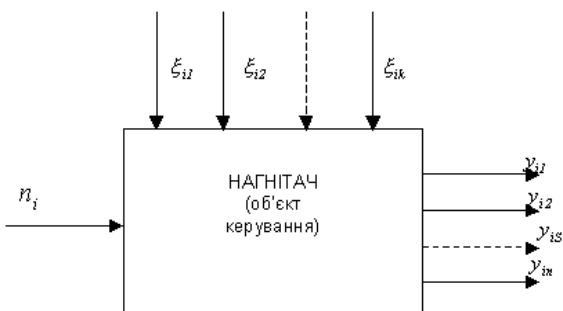 ξi1 ξi2 ξik
НАГНІТАЧ
(об'єкт
керування)
ni
yi1
yi2
yiS
yin